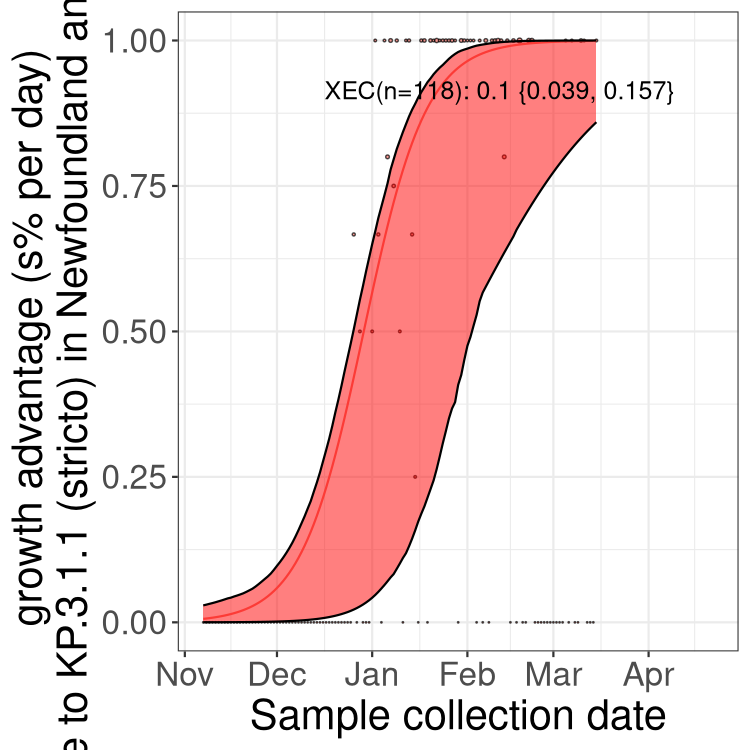 growth advantage (s% per day)
e to KP.3.1.1 (stricto) in Newfoundland an
1.00
0.75
0.50
0.25
0.00
XEC(n=118): 0.1 {0.039, 0.157}
Nov Dec Jan Feb Mar Apr
Sample collection date